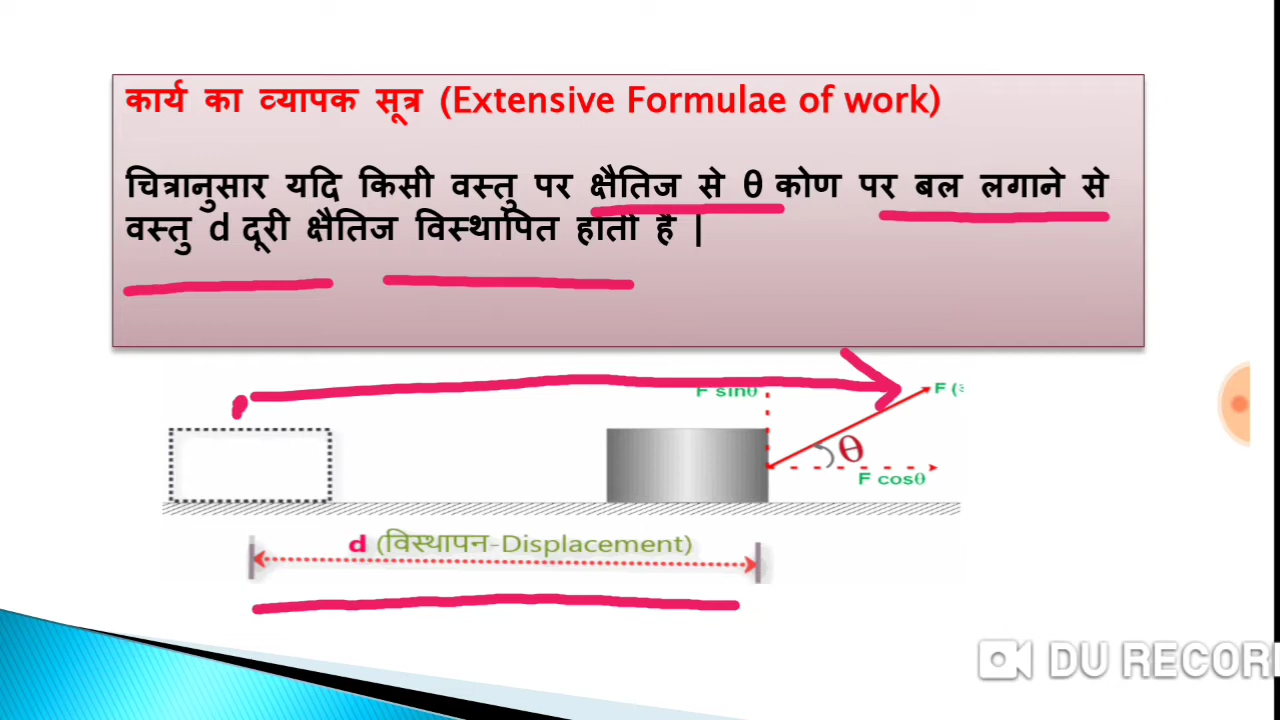 कार्य का व्यापक सूत्र (Extensive Formulae of work)
चित्रानुसार यदि किसी वस्तु पर क्षैतिज से θ कोण पर बल लगाने से
वस्तु d दूरी क्षैतिज विस्थापित होती है |
F sinθ
F (
θ
F cosθ
d (विस्थापन-Displacement)
DU RECOR